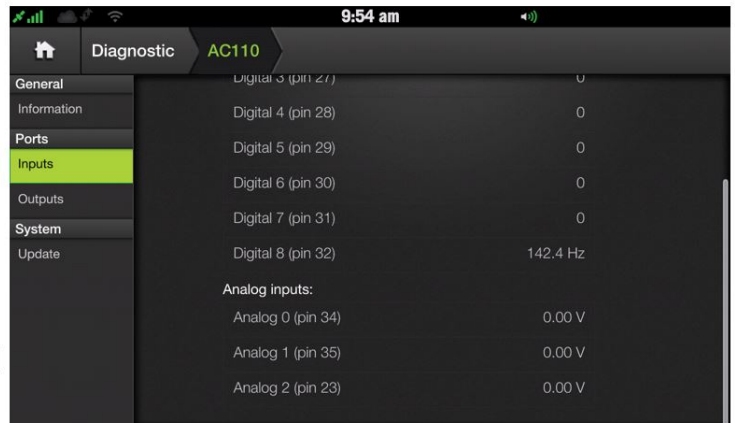 9:54 am
Diagnostic AC110
General
Digital 3 (pin 27) 0
Information
Digital 4 (pin 28) 0
Ports
Digital 5 (pin 29) 0
Inputs
Digital 6 (pin 30) 0
Outputs
Digital 7 (pin 31) 0
System
Update
Digital 8 (pin 32) 142.4 Hz
Analog inputs:
Analog 0 (pin 34) 0.00 V
Analog 1 (pin 35) 0.00 V
Analog 2 (pin 23) 0.00 V